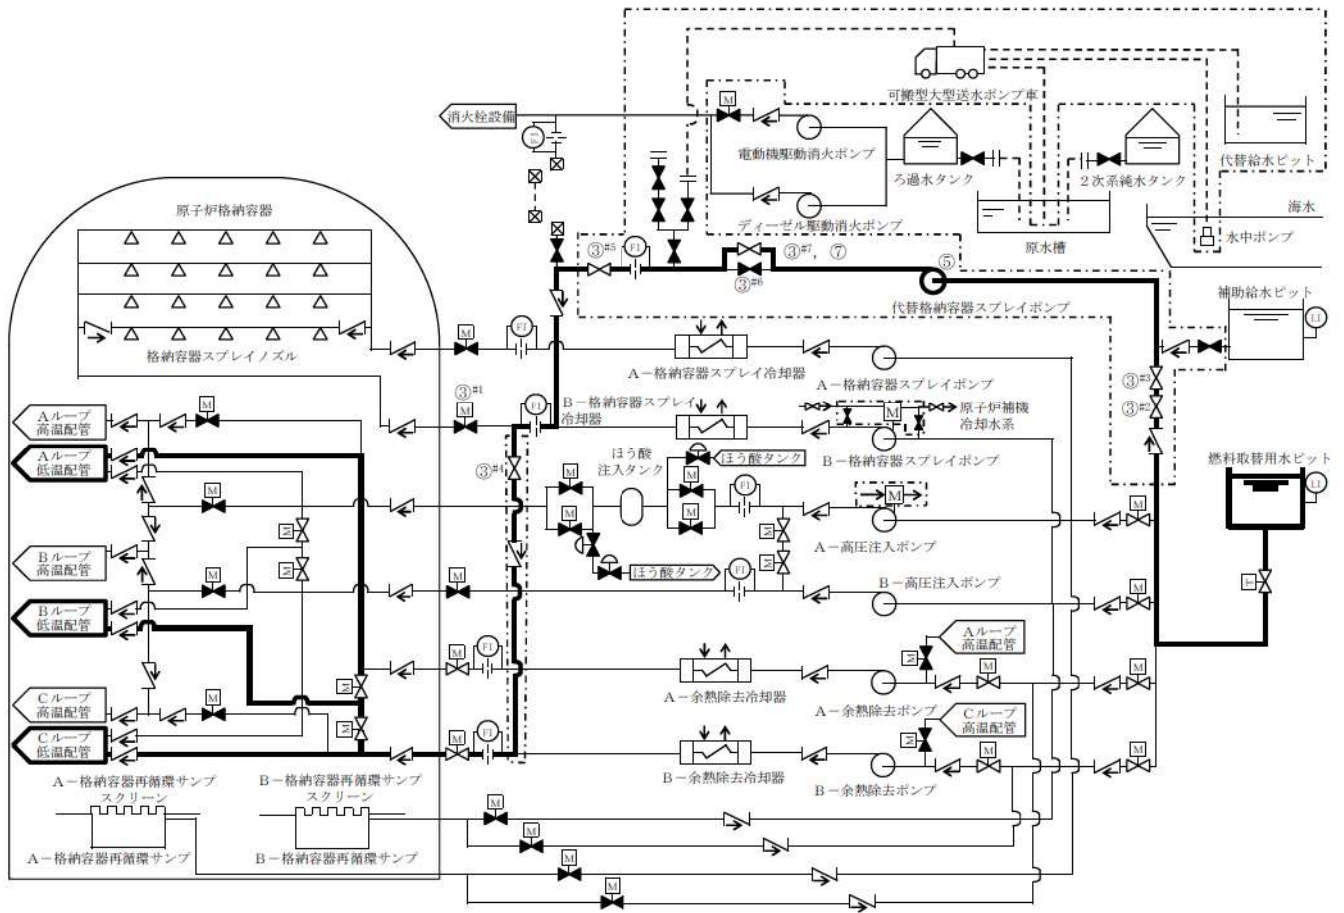 可搬型大型送水ポンプ車
消火栓設備
M
電動機駆動消火ポンプ
ろ過水タンク
2次系純水タンク
代替給水ピット
ディーゼル駆動消火ポンプ
原水槽
海水
水中ポンプ
原子炉格納容器
③#5
FI
③#7, ⑦
③#6
⑤
代替格納容器スプレイポンプ
補助給水ピット
LI
格納容器スプレイノズル
M
FI
A-格納容器スプレイ冷却器
A-格納容器スプレイポンプ
③#3
③#2
③#1
M
FI
B-格納容器スプレイ
冷却器
M
原子炉補機
冷却水系
B-格納容器スプレイポンプ
Aループ
高温配管
M
Aループ
低温配管
③#4
ほう酸
注入タンク
ほう酸タンク
燃料取替用水ピット
LI
M
M
M
FI
M
M
M
M
M
A-高圧注入ポンプ
M
M
Bループ
高温配管
M
M
M
ほう酸タンク
FI
B-高圧注入ポンプ
M
T
Bループ
低温配管
Aループ
高温配管
M
FI
M
M
M
M
A-余熱除去冷却器
A-余熱除去ポンプ
Cループ
高温配管
M
M
Cループ
高温配管
Cループ
低温配管
M
FI
M
M
M
B-余熱除去冷却器
B-余熱除去ポンプ
A-格納容器再循環サンプ
スクリーン
B-格納容器再循環サンプ
スクリーン
M
M
A-格納容器再循環サンプ
B-格納容器再循環サンプ
M
M